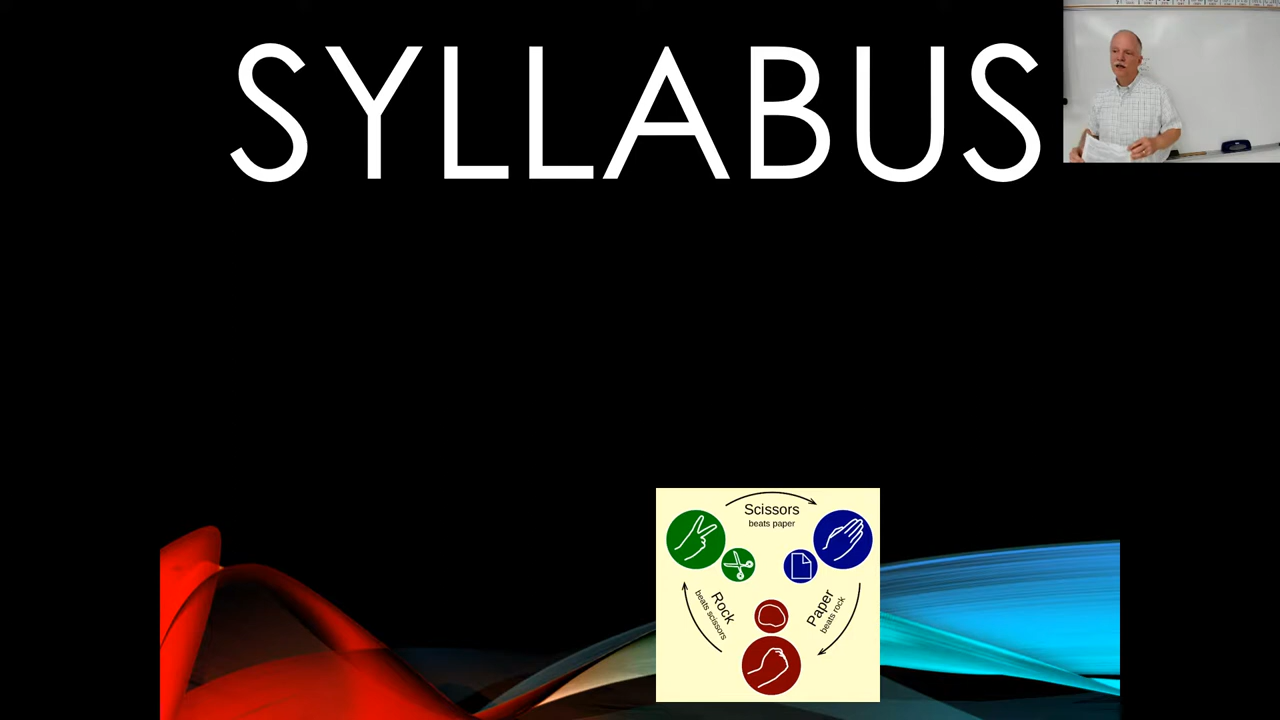 SYLLABUS
Scissors
beats paper
Rock
beats scissors
Paper
beats rock